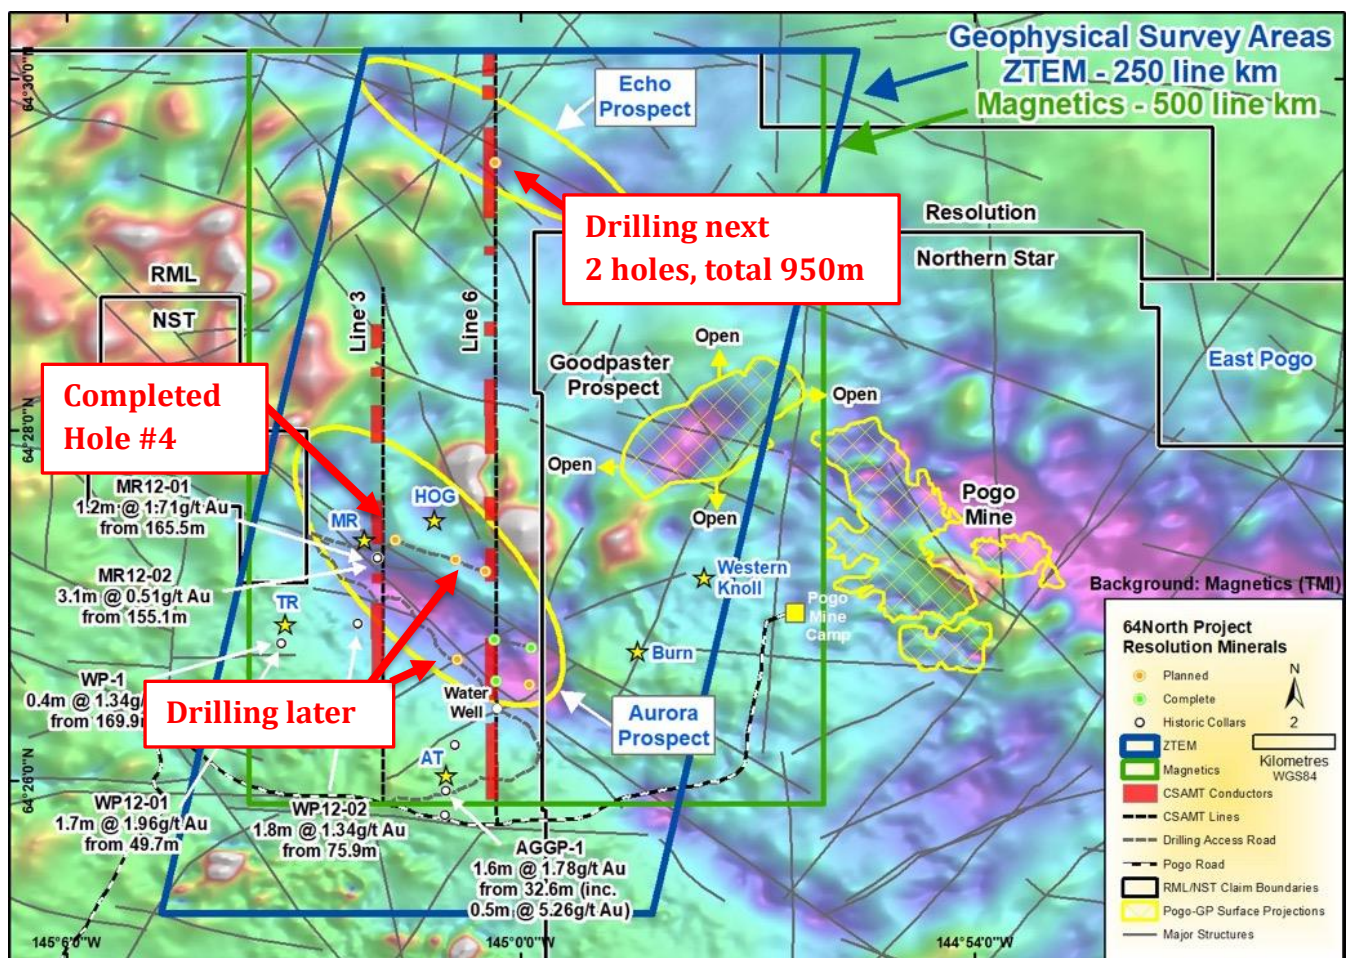 Geophysical Survey Areas
ZTEM - 250 line km
Magnetics - 500 line km
64°30'0"N
Echo
Prospect
Drilling next
2 holes, total 950m
Resolution
Northern Star
RML
NST
Line 3
Line 6
Open
Goodpaster
Prospect
Open
East Pogo
Completed
Hole #4
64°28'0"N
Open
Open
Pogo
Mine
MR12-01
1.2m @ 1.71g/t Au
from 165.5m
HOG
MR
MR12-02
3.1m @ 0.51g/t Au
from 155.1m
Western
Knoll
TR
Pogo
Mine
Camp
Burn
WP-1
0.4m @ 1.34g/
from 169.9
Drilling later
Water
Well
Aurora
Prospect
AT
64°26'0"N
WP12-01
1.7m @ 1.96g/t Au
from 49.7m
WP12-02
1.8m @ 1.34g/t Au
from 75.9m
AGGP-1
1.6m @ 1.78g/t Au
from 32.6m (inc.
0.5m @ 5.26g/t Au)
145°6'0"W
145°0'0"W
144°54'0"W
Background: Magnetics (TMI)
64North Project
Resolution Minerals
Planned
Complete
Historic Collars
ZTEM
Magnetics
CSAMT Conductors
CSAMT Lines
Drilling Access Road
Pogo Road
RML/NST Claim Boundaries
Pogo-GP Surface Projections
Major Structures
N
2
Kilometres
WGS84